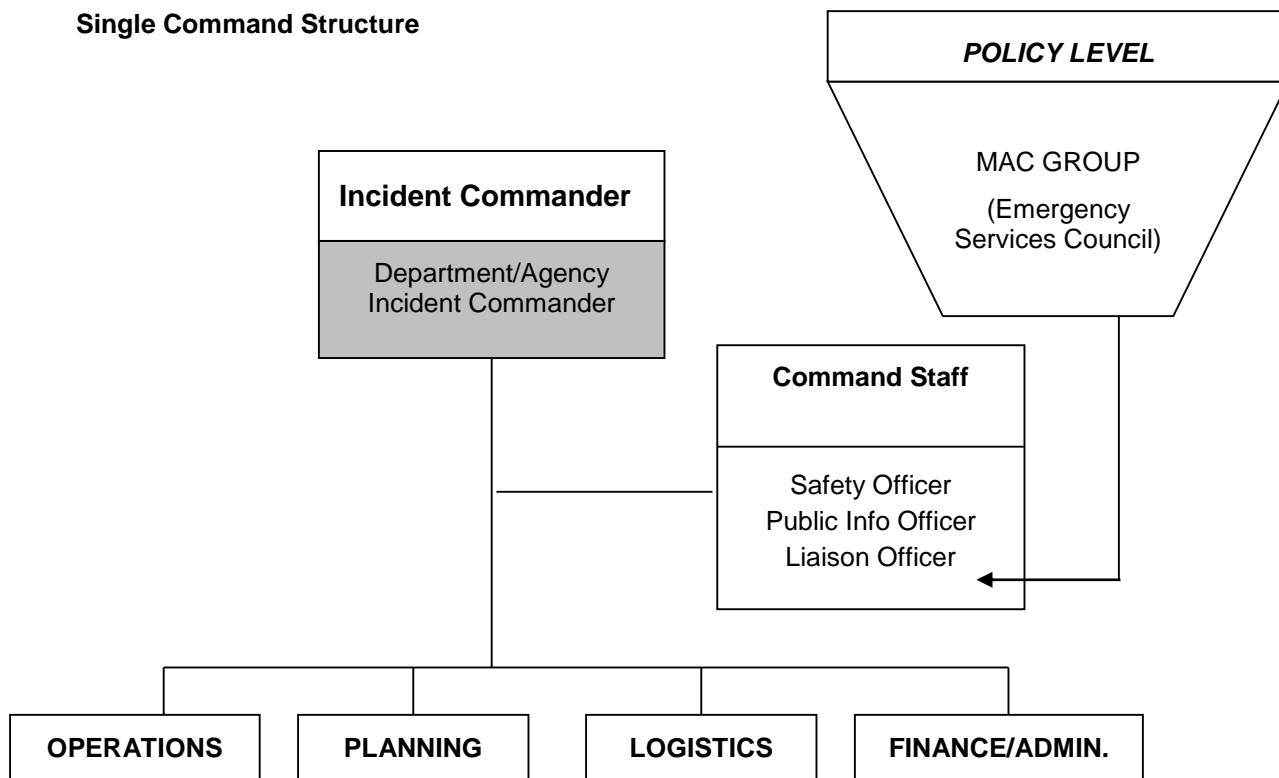 Single Command Structure
POLICY LEVEL
MAC GROUP
(Emergency
Services Council)
Incident Commander
Department/Agency
Incident Commander
Command Staff
Safety Officer
Public Info Officer
Liaison Officer
OPERATIONS
PLANNING
LOGISTICS
FINANCE/ADMIN.